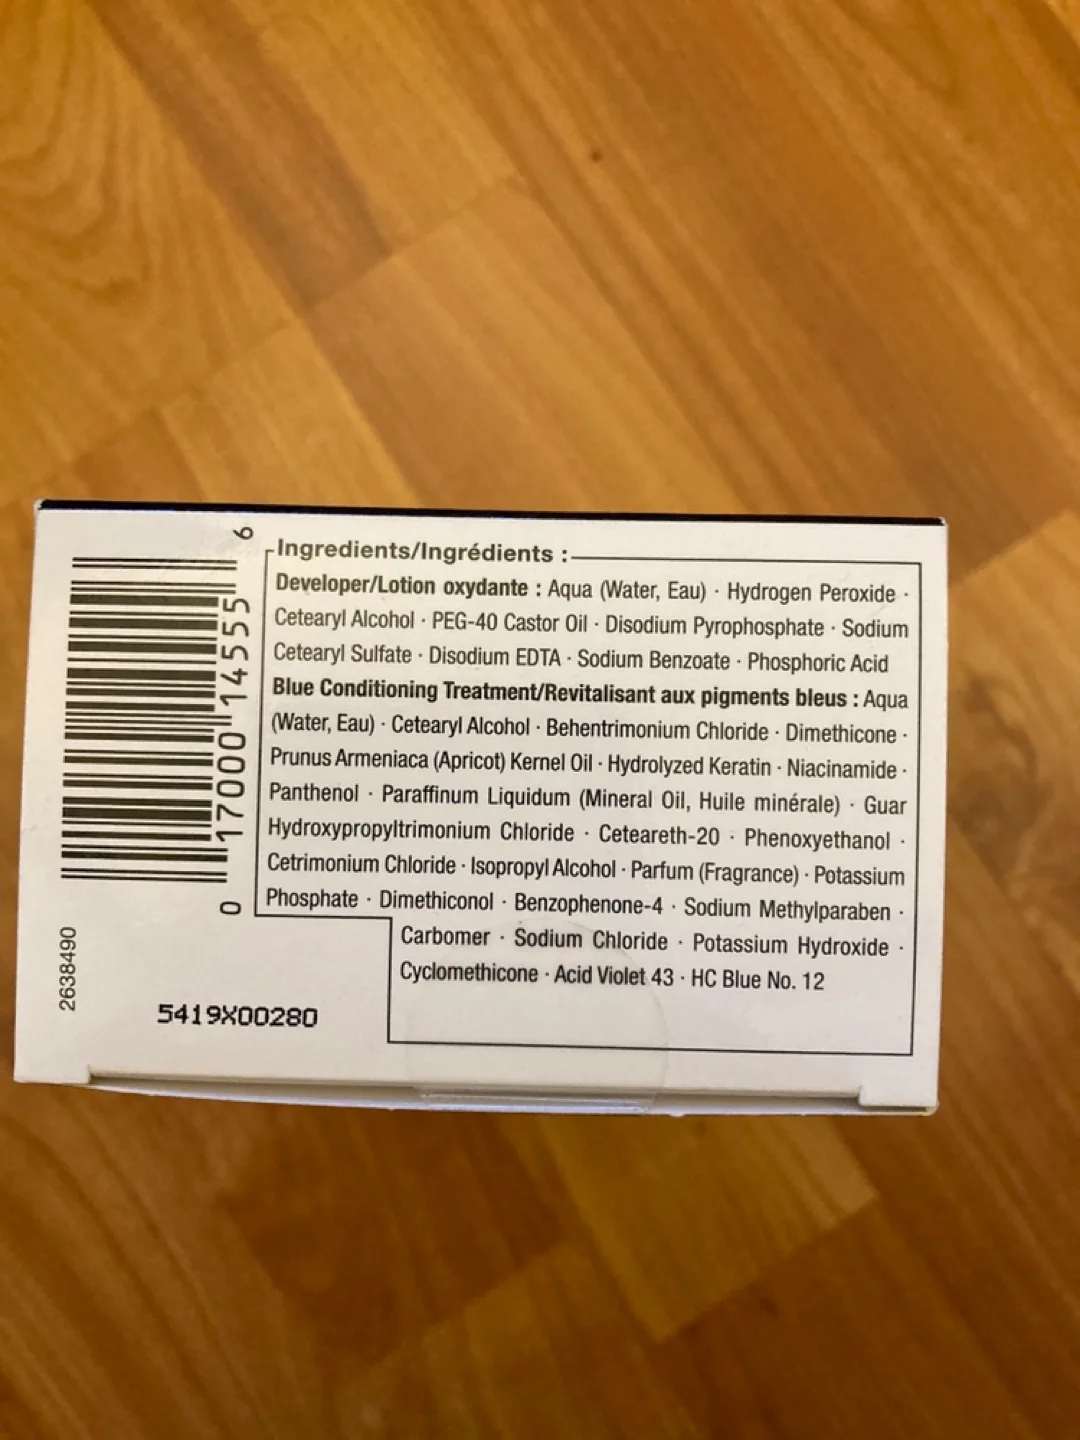 Ingredients/Ingrédients :
Developer/Lotion oxydante : Aqua (Water, Eau) · Hydrogen Peroxide ·
Cetearyl Alcohol · PEG-40 Castor Oil · Disodium Pyrophosphate · Sodium
Cetearyl Sulfate · Disodium EDTA · Sodium Benzoate · Phosphoric Acid
Blue Conditioning Treatment/Revitalisant aux pigments bleus : Aqua
(Water, Eau) · Cetearyl Alcohol · Behentrimonium Chloride · Dimethicone ·
Prunus Armeniaca (Apricot) Kernel Oil · Hydrolyzed Keratin · Niacinamide ·
Panthenol · Paraffinum Liquidum (Mineral Oil, Huile minérale) · Guar
Hydroxypropyltrimonium Chloride · Ceteareth-20 · Phenoxyethanol ·
Cetrimonium Chloride · Isopropyl Alcohol · Parfum (Fragrance) · Potassium
Phosphate · Dimethiconol · Benzophenone-4 · Sodium Methylparaben ·
Carbomer · Sodium Chloride · Potassium Hydroxide ·
Cyclomethicone · Acid Violet 43 · HC Blue No. 12
0 17000 14555 6
2638490
5419X00280